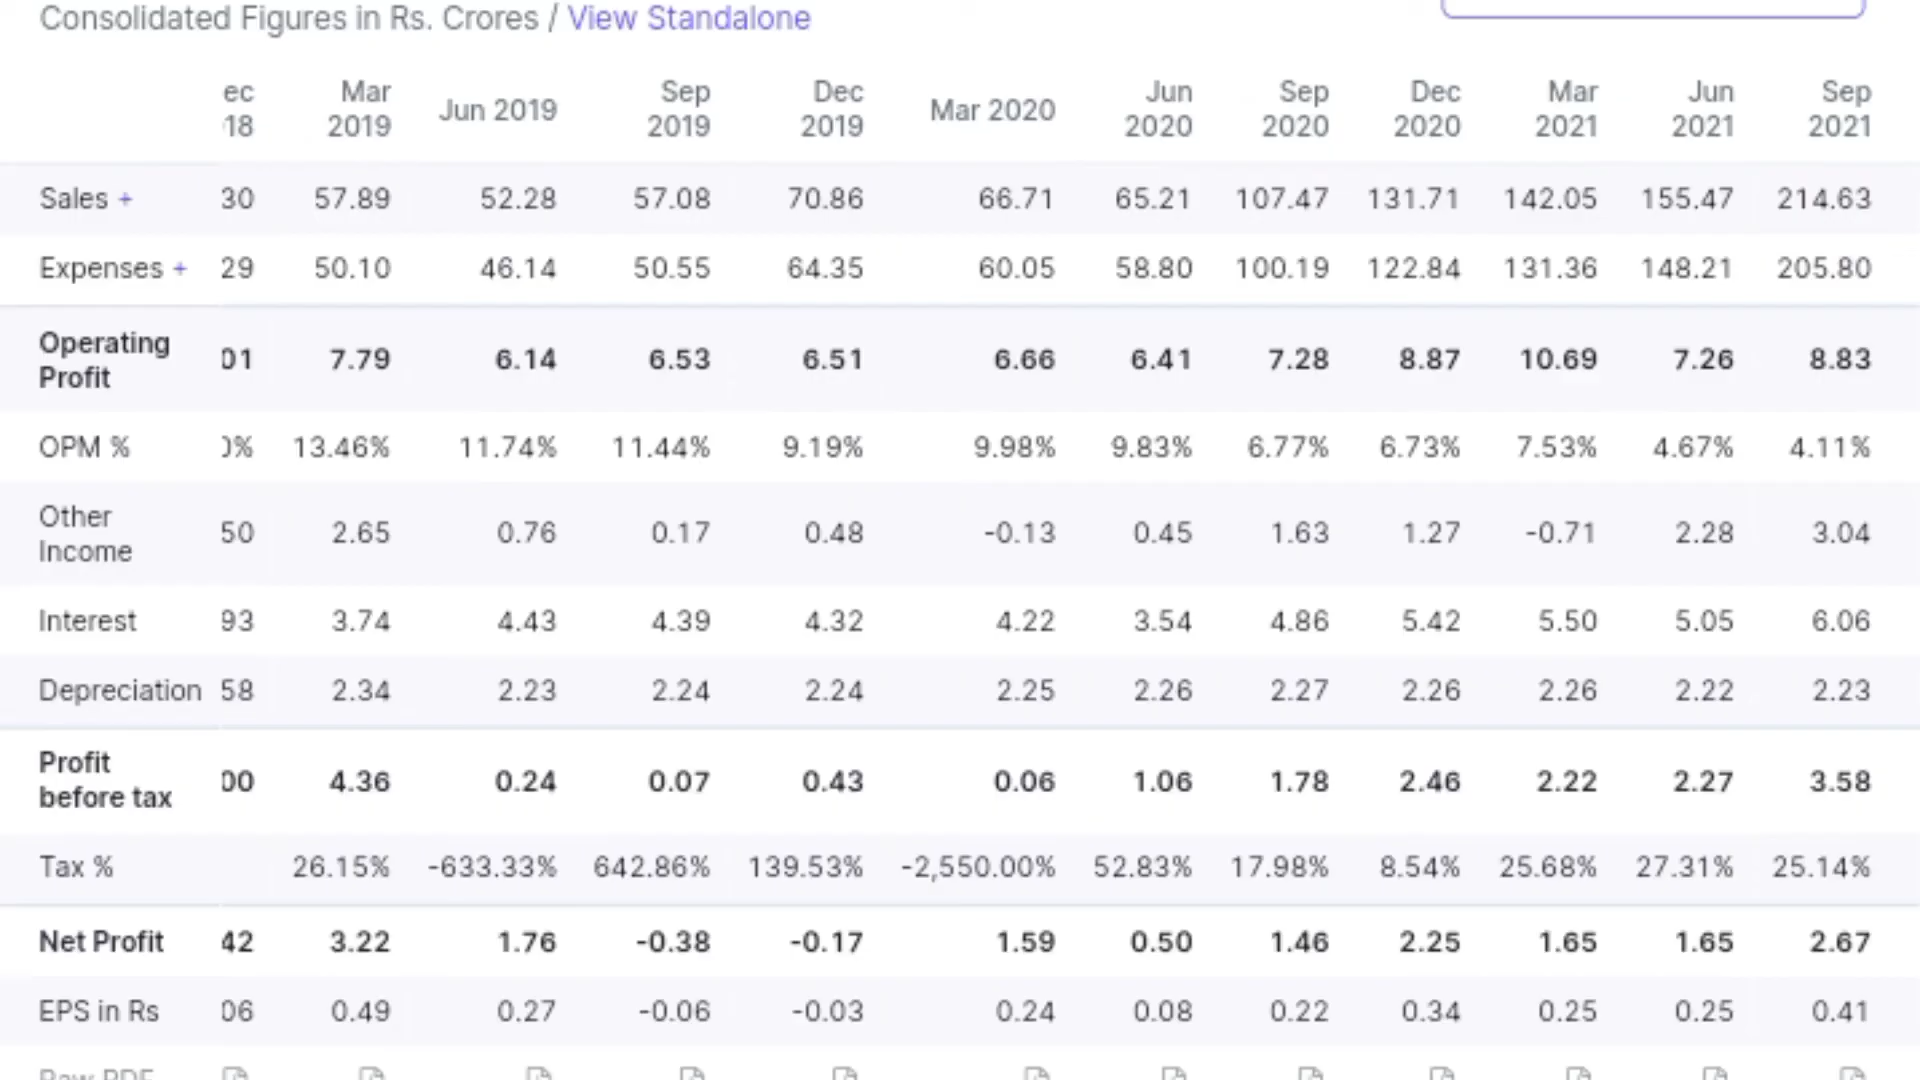 Consolidated Figures in Rs. Crores / View Standalone
ec 18 Mar 2019 Jun 2019 Sep 2019 Dec 2019 Mar 2020 Jun 2020 Sep 2020 Dec 2020 Mar 2021 Jun 2021 Sep 2021
Sales + 30 57.89 52.28 57.08 70.86 66.71 65.21 107.47 131.71 142.05 155.47 214.63
Expenses + 29 50.10 46.14 50.55 64.35 60.05 58.80 100.19 122.84 131.36 148.21 205.80
Operating Profit 01 7.79 6.14 6.53 6.51 6.66 6.41 7.28 8.87 10.69 7.26 8.83
OPM % 0% 13.46% 11.74% 11.44% 9.19% 9.98% 9.83% 6.77% 6.73% 7.53% 4.67% 4.11%
Other Income 50 2.65 0.76 0.17 0.48 -0.13 0.45 1.63 1.27 -0.71 2.28 3.04
Interest 93 3.74 4.43 4.39 4.32 4.22 3.54 4.86 5.42 5.50 5.05 6.06
Depreciation 58 2.34 2.23 2.24 2.24 2.25 2.26 2.27 2.26 2.26 2.22 2.23
Profit before tax 00 4.36 0.24 0.07 0.43 0.06 1.06 1.78 2.46 2.22 2.27 3.58
Tax % 26.15% -633.33% 642.86% 139.53% -2,550.00% 52.83% 17.98% 8.54% 25.68% 27.31% 25.14%
Net Profit 42 3.22 1.76 -0.38 -0.17 1.59 0.50 1.46 2.25 1.65 1.65 2.67
EPS in Rs 06 0.49 0.27 -0.06 -0.03 0.24 0.08 0.22 0.34 0.25 0.25 0.41
Raw PDF